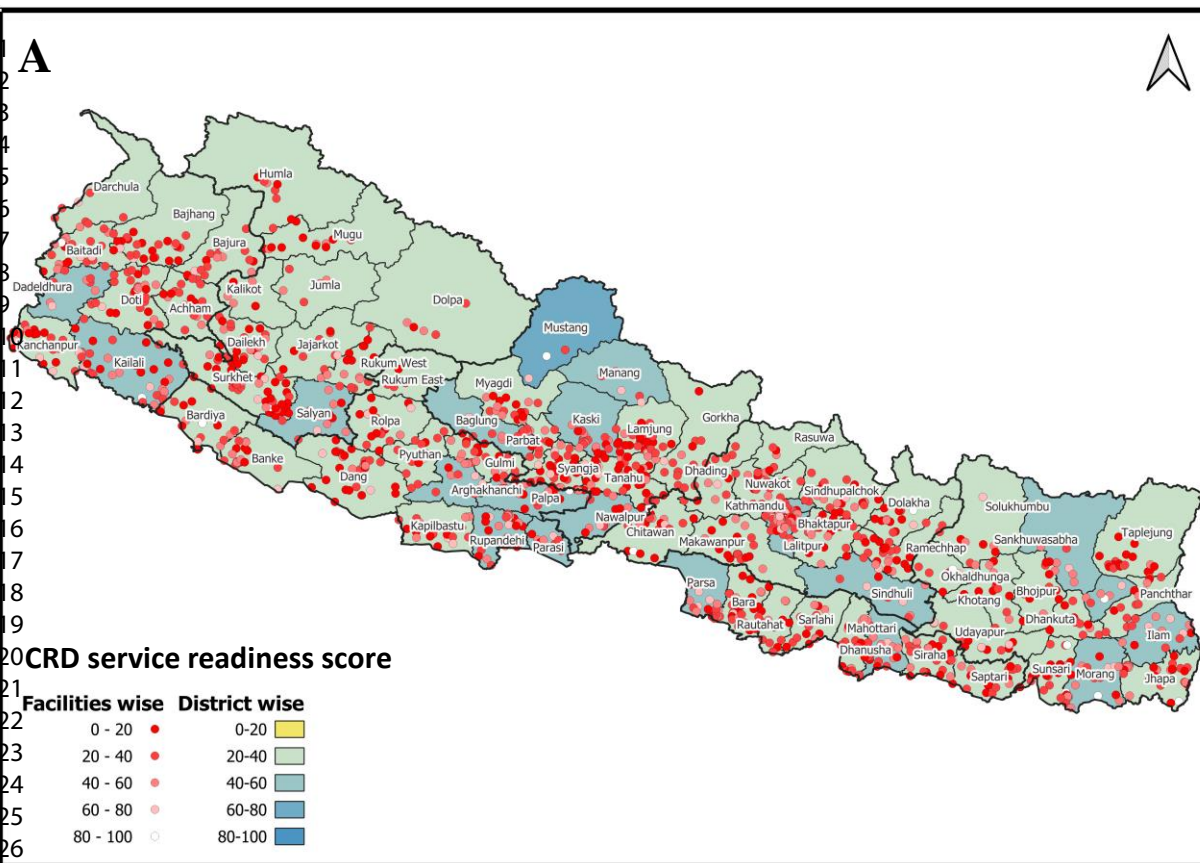 A
1
2
3
4
5
6
7
8
9
10
11
12
13
14
15
16
17
18
19
20
21
22
23
24
25
26
Darchula
Humla
Bajhang
Bajura
Mugu
Baitadi
Dadeldhura
Doti
Achham
Kalikot
Jumla
Dolpa
Mustang
Kanchanpur
Kailali
Dailekh
Jajarkot
Rukum West
Rukum East
Surkhet
Manang
Myagdi
Bardiya
Salyan
Rolpa
Baglung
Kaski
Lamjung
Gorkha
Parbat
Banke
Dang
Pyuthan
Gulmi
Syangja
Tanahu
Dhading
Rasuwa
Nuwakot
Sindhupalchok
Arghakhanchi
Palpa
Kathmandu
Dolakha
Solukhumbu
Kapilbastu
Rupandehi
Parasi
Nawalpur
Chitawan
Makawanpur
Bhaktapur
Lalitpur
Ramechhap
Sankhuwasabha
Taplejung
Parsa
Bara
Rautahat
Sarlahi
Sindhuli
Okhaldhunga
Khotang
Bhojpur
Panchthar
Mahottari
Dhanusha
Siraha
Udayapur
Dhankuta
Ilam
Saptari
Sunsari
Morang
Jhapa
CRD service readiness score
Facilities wise District wise
0 - 20 0-20
20 - 40 20-40
40 - 60 40-60
60 - 80 60-80
80 - 100 80-100